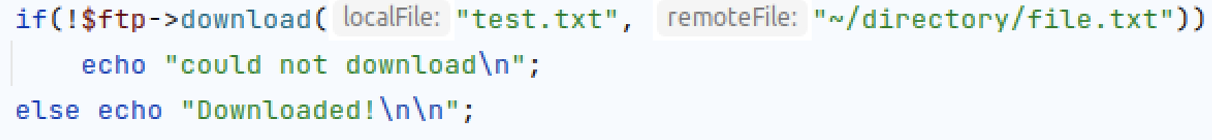 if(!$ftp->download( localFile: "test.txt", remoteFile: "~/directory/file.txt"))
    echo "could not download\n";
else echo "Downloaded!\n\n";